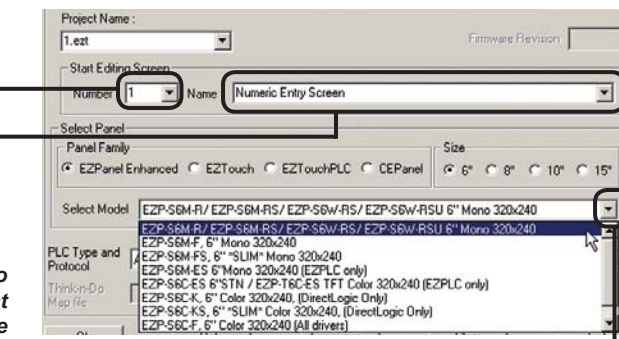 Project Name :
1.ezt
Firmware Revision
Start Editing Screen
Number 1 Name Numeric Entry Screen
Select Panel
Panel Family
Size
EZPanel Enhanced EZTouch EZTouchPLC CEPanel
6" 8" 10" 15"
Select Model EZP-S6M-R/ EZP-S6M-RS/ EZP-S6W-RS/ EZP-S6W-RSU 6" Mono 320x240
EZP-S6M-R/ EZP-S6M-RS/ EZP-S6W-RS/ EZP-S6W-RSU 6" Mono 320x240
EZP-S6M-F, 6" Mono 320x240
EZP-S6M-FS, 6" "SLIM" Mono 320x240
EZP-S6M-ES 6"Mono 320x240 (EZPLC only)
EZP-S6C-ES 6"STN / EZP-T6C-ES TFT Color 320x240 (EZPLC only)
EZP-S6C-K, 6" Color 320x240, (DirectLogic Only)
EZP-S6C-KS, 6" "SLIM" Color 320x240, (DirectLogic Only)
EZP-S6C-F, 6" Color 320x240 (All drivers)
PLC Type and
Protocol
Think-n-Do
Map file
o
t
e